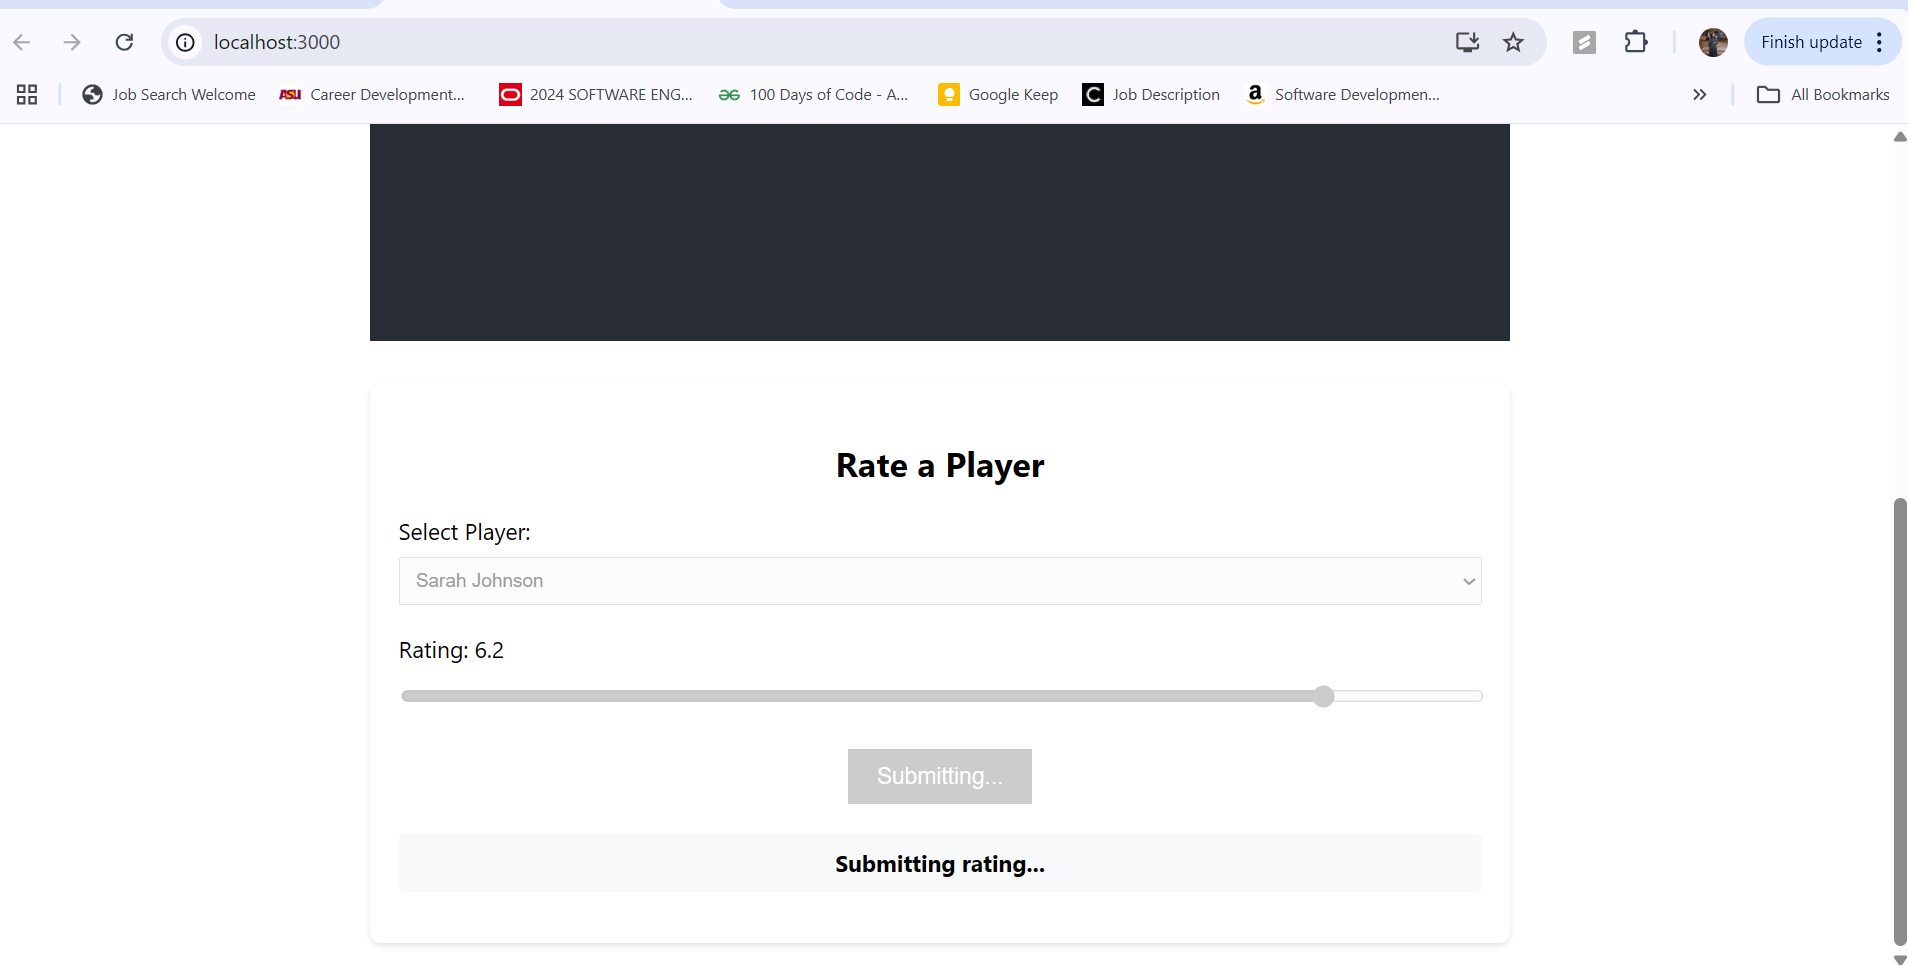 localhost:3000
Finish update
Job Search Welcome
ASU Career Development...
2024 SOFTWARE ENG...
100 Days of Code - A...
Google Keep
C Job Description
a Software Developmen...
All Bookmarks
Rate a Player
Select Player:
Sarah Johnson
Rating: 6.2
Submitting...
Submitting rating...